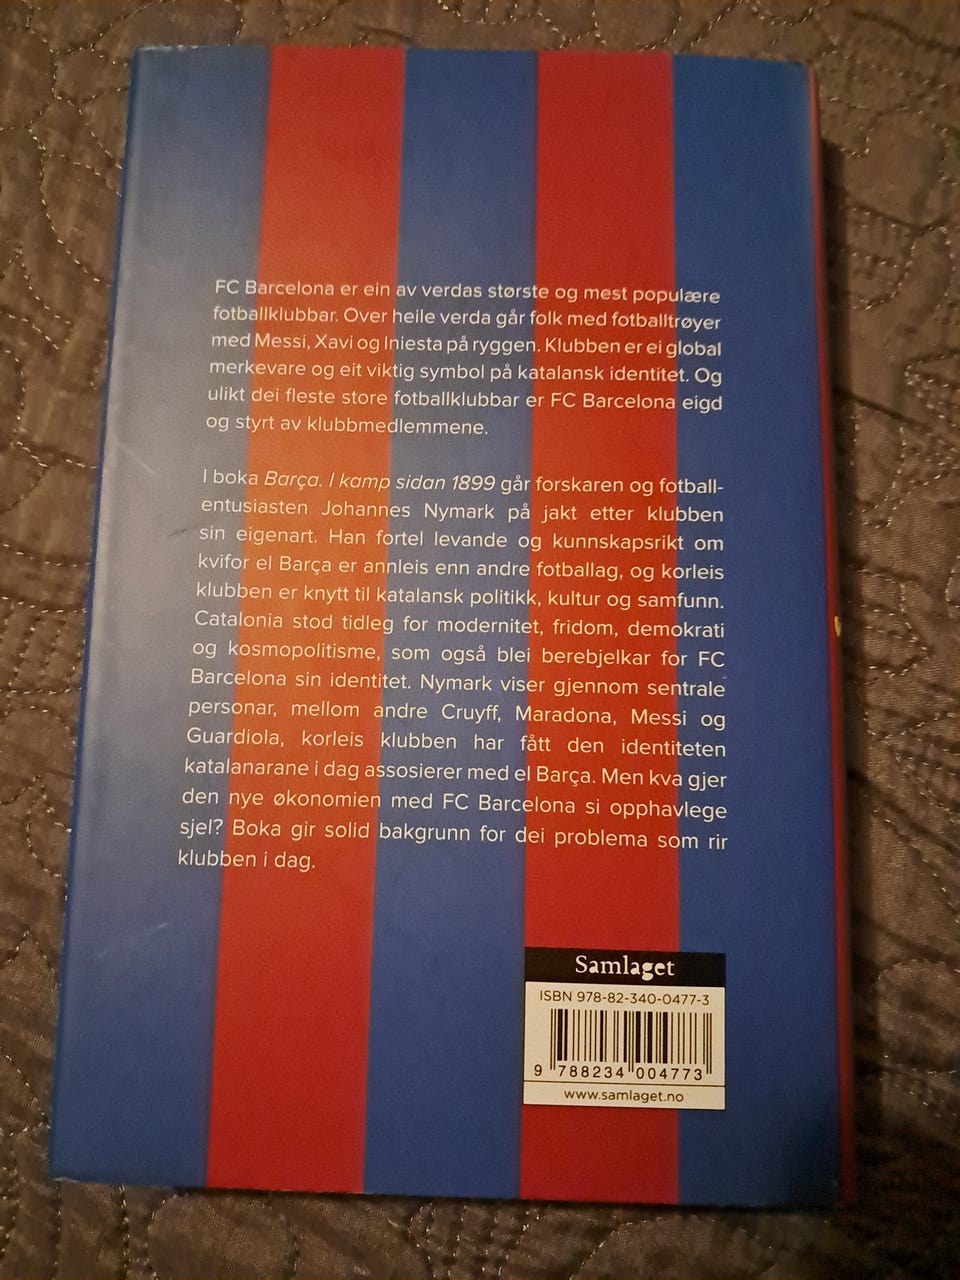 FC Barcelona er ein av verdas største og mest populære
fotballklubbar. Over heile verda går folk med fotballtrøyer
med Messi, Xavi og Iniesta på ryggen. Klubben er ei global
merkevare og eit viktig symbol på katalansk identitet. Og
ulikt dei fleste store fotballklubbar er FC Barcelona eigd
og styrt av klubbmedlemmene.
I boka Barça. I kamp sidan 1899 går forskaren og fotball-
entusiasten Johannes Nymark på jakt etter klubben
sin eigenart. Han fortel levande og kunnskapsrikt om
kvifor el Barça er annleis enn andre fotballag, og korleis
klubben er knytt til katalansk politikk, kultur og samfunn.
Catalonia stod tidleg for modernitet, fridom, demokrati
og kosmopolitisme, som også blei berebjelkar for FC
Barcelona sin identitet. Nymark viser gjennom sentrale
personar, mellom andre Cruyff, Maradona, Messi og
Guardiola, korleis klubben har fått den identiteten
katalanarane i dag assosierer med el Barça. Men kva gjer
den nye økonomien med FC Barcelona si opphavlege
sjel? Boka gir solid bakgrunn for dei problema som rir
klubben i dag.
Samlaget
ISBN 978-82-340-0477-3
9 788234 004773
www.samlaget.no